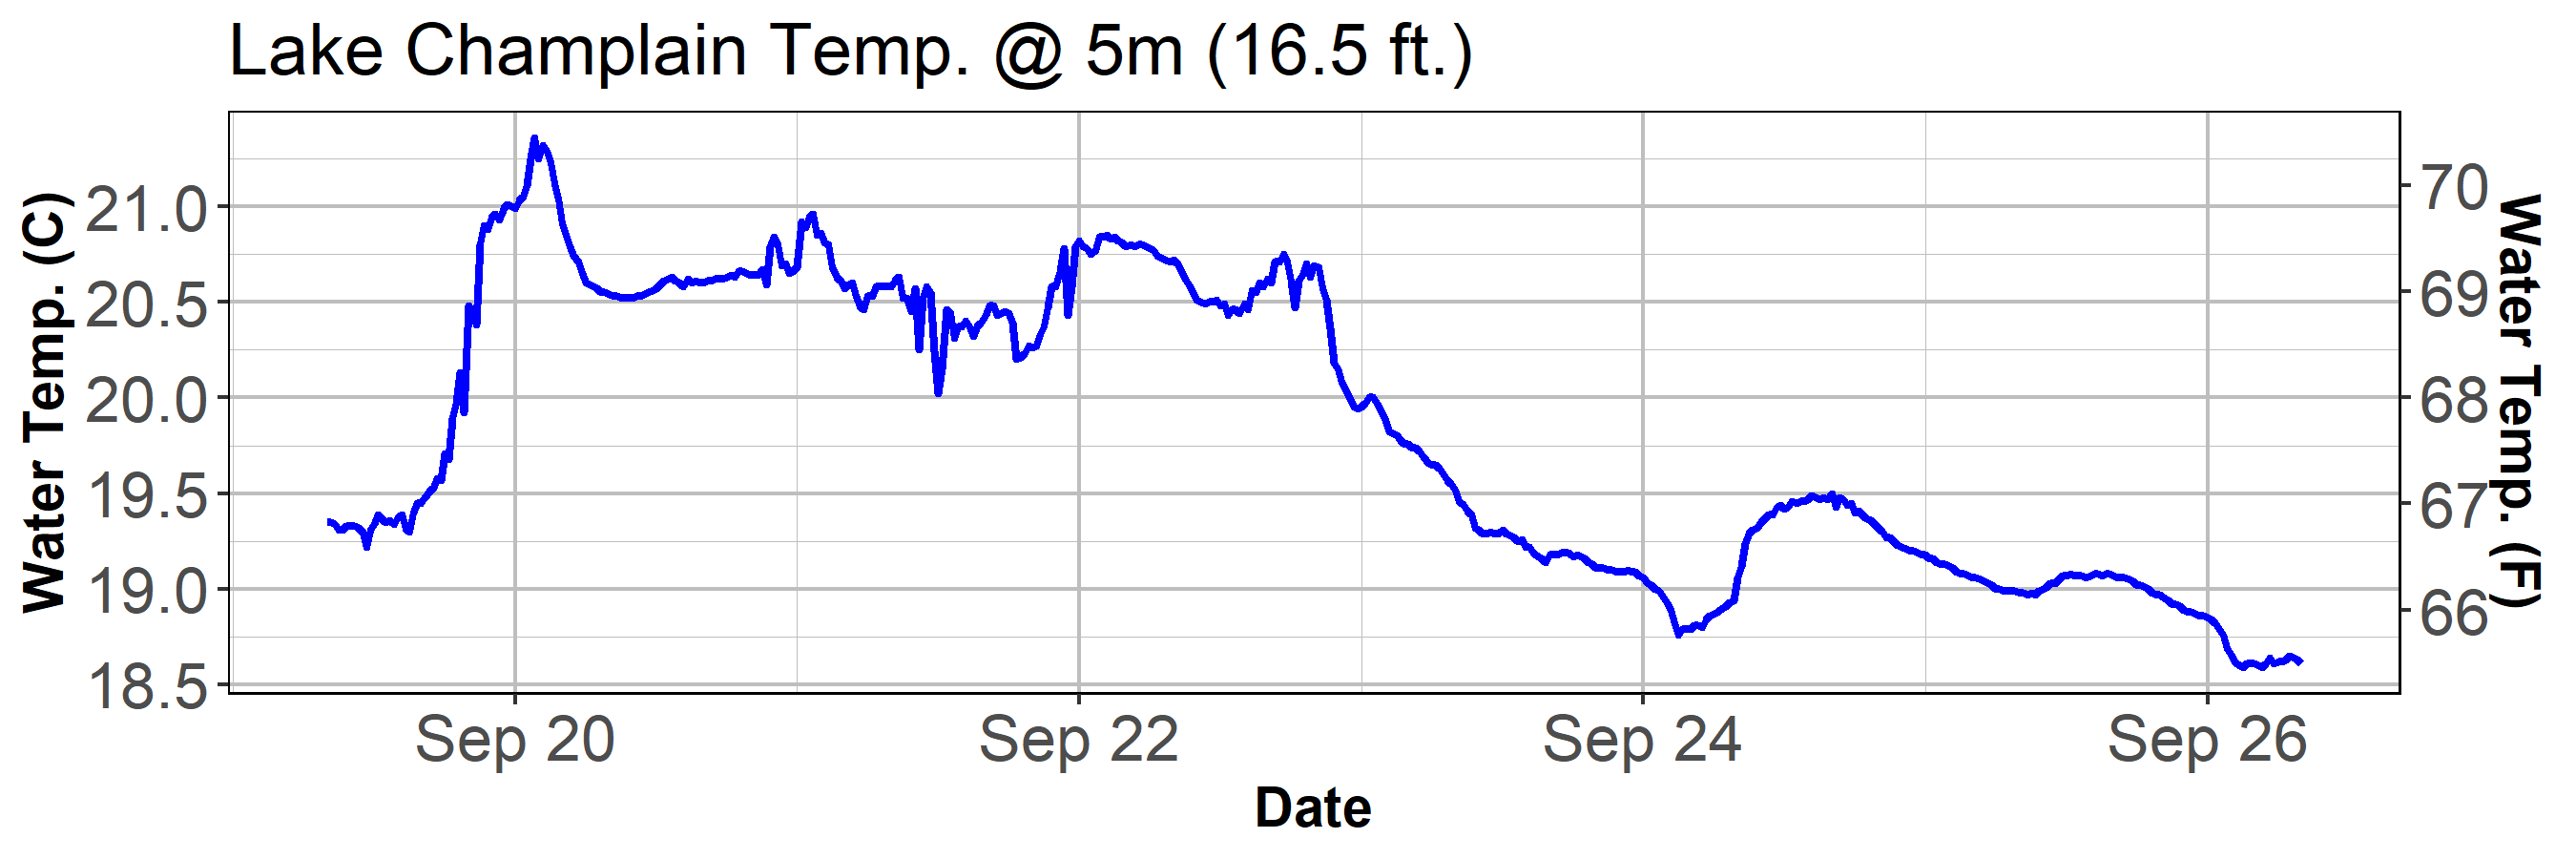 Lake Champlain Temp. @ 5m (16.5 ft.)
Water Temp. (C)
21.0
20.5
20.0
19.5
19.0
18.5
70
69
68
67
66
Water Temp. (F)
Sep 20 Sep 22 Sep 24 Sep 26
Date